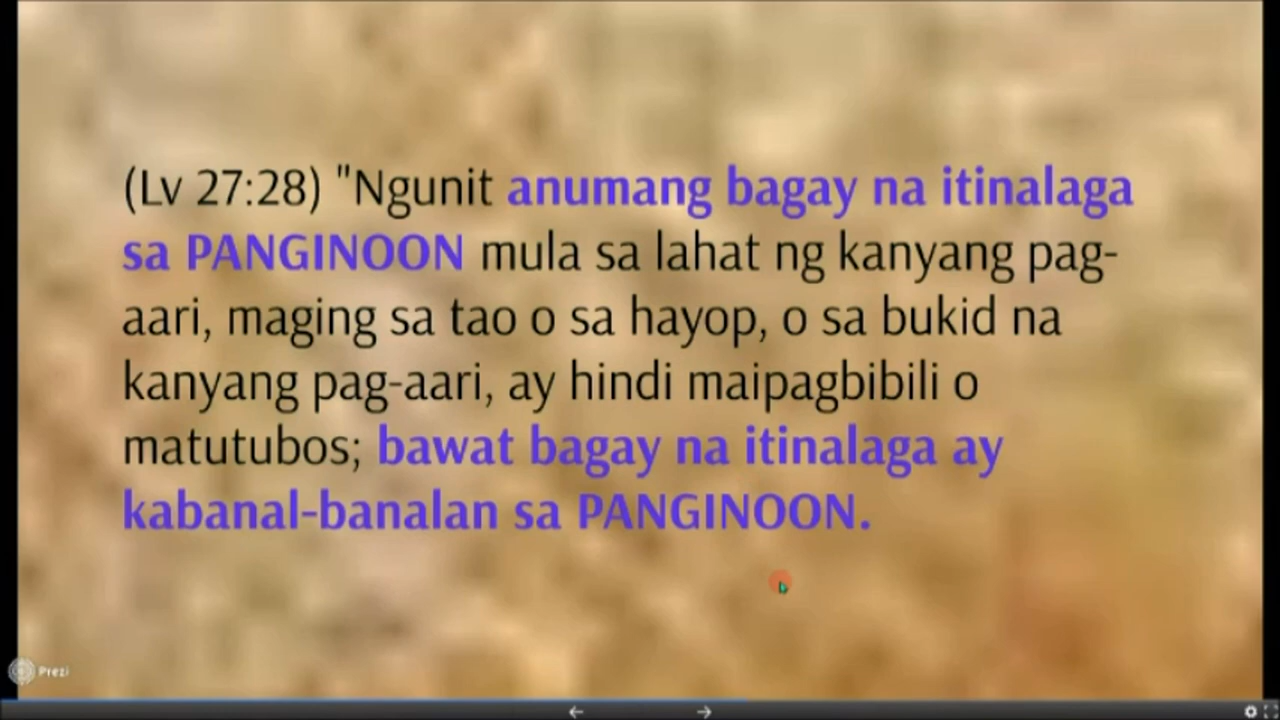 (Lv 27:28) "Ngunit anumang bagay na itinalaga
sa PANGINOON mula sa lahat ng kanyang pag-
aari, maging sa tao o sa hayop, o sa bukid na
kanyang pag-aari, ay hindi maipagbibili o
matutubos; bawat bagay na itinalaga ay
kabanal-banalan sa PANGINOON.
Prezi